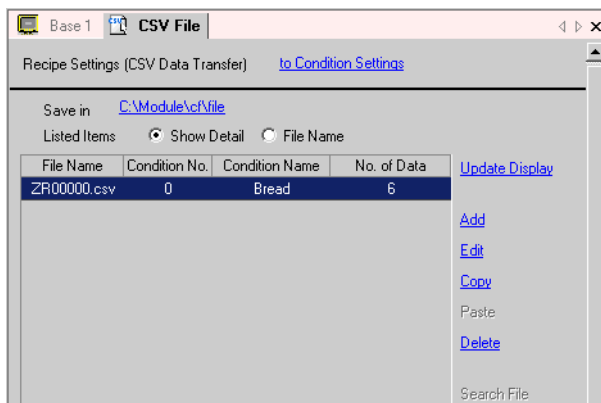 Base 1 CSV File
Recipe Settings (CSV Data Transfer) to Condition Settings
Save in C:\Module\cf\file
Listed Items Show Detail File Name
File Name Condition No. Condition Name No. of Data
ZR00000.csv 0 Bread 6
Update Display
Add
Edit
Copy
Paste
Delete
Search File